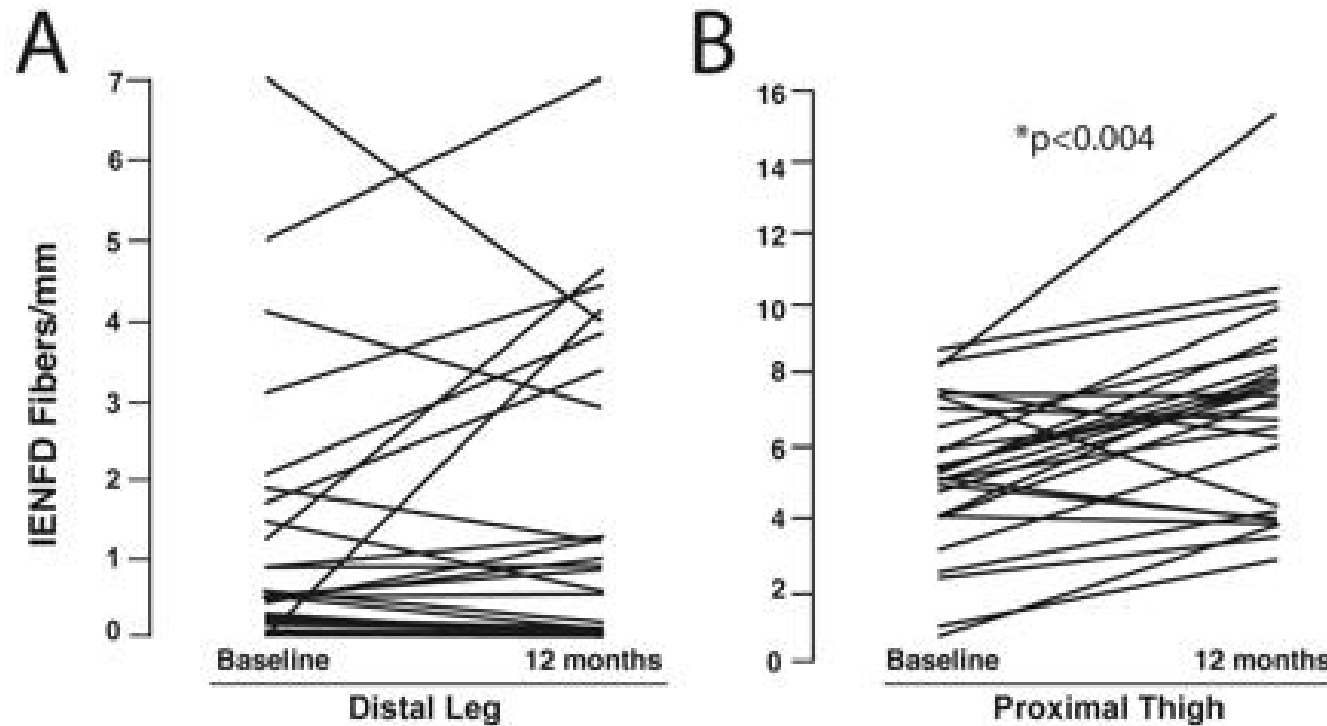 A
B
IENFD Fibers/mm
7
6
5
4
3
2
1
0
Baseline
12 months
Distal Leg
16
14
12
10
8
6
4
2
0
*p<0.004
Baseline
12 months
Proximal Thigh